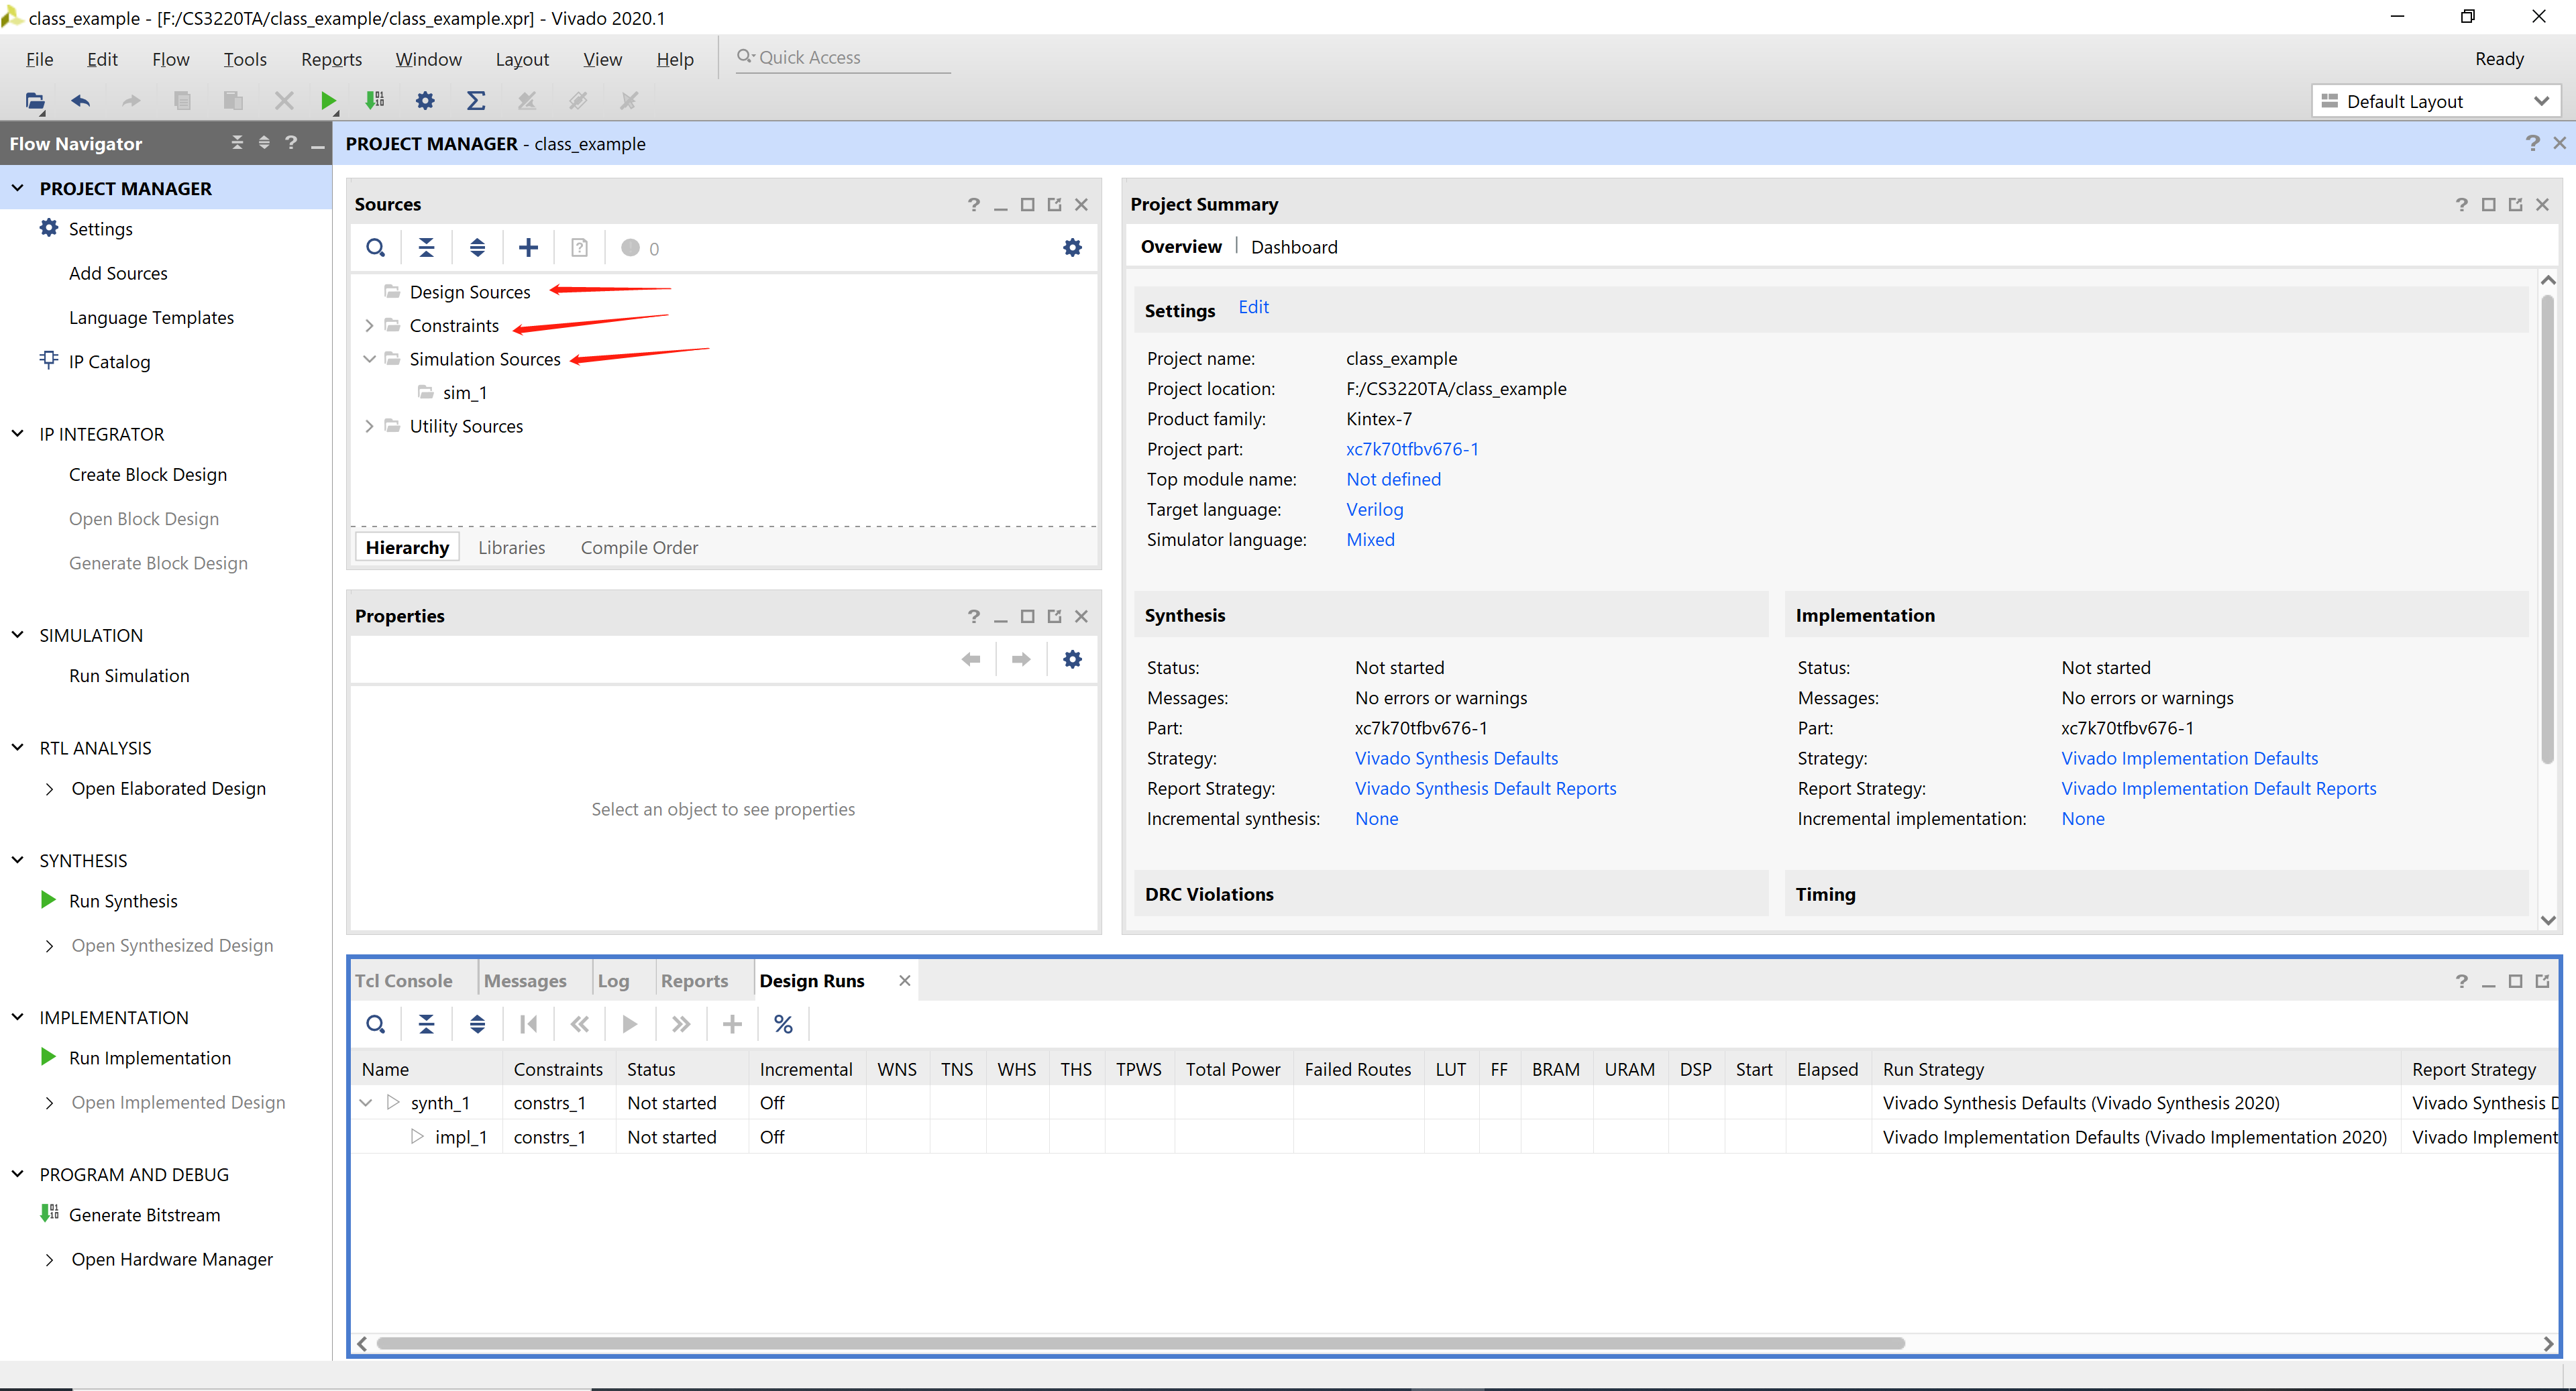 class_example - [F:/CS3220TA/class_example/class_example.xpr] - Vivado 2020.1
File Edit Flow Tools Reports Window Layout View Help Quick Access Ready
Default Layout
Flow Navigator
PROJECT MANAGER
Settings
Add Sources
Language Templates
IP Catalog
IP INTEGRATOR
Create Block Design
Open Block Design
Generate Block Design
SIMULATION
Run Simulation
RTL ANALYSIS
Open Elaborated Design
SYNTHESIS
Run Synthesis
Open Synthesized Design
IMPLEMENTATION
Run Implementation
Open Implemented Design
PROGRAM AND DEBUG
Generate Bitstream
Open Hardware Manager
PROJECT MANAGER - class_example
Sources
0
Design Sources
Constraints
Simulation Sources
sim_1
Utility Sources
Hierarchy Libraries Compile Order
Properties
Select an object to see properties
Project Summary
Overview | Dashboard
Settings Edit
Project name: class_example
Project location: F:/CS3220TA/class_example
Product family: Kintex-7
Project part: xc7k70tfbv676-1
Top module name: Not defined
Target language: Verilog
Simulator language: Mixed
Synthesis
Status: Not started
Messages: No errors or warnings
Part: xc7k70tfbv676-1
Strategy: Vivado Synthesis Defaults
Report Strategy: Vivado Synthesis Default Reports
Incremental synthesis: None
Implementation
Status: Not started
Messages: No errors or warnings
Part: xc7k70tfbv676-1
Strategy: Vivado Implementation Defaults
Report Strategy: Vivado Implementation Default Reports
Incremental implementation: None
DRC Violations
Timing
Tcl Console Messages Log Reports Design Runs
Name Constraints Status Incremental WNS TNS WHS THS TPWS Total Power Failed Routes LUT FF BRAM URAM DSP Start Elapsed Run Strategy Report Strategy
synth_1 constrs_1 Not started Off Vivado Synthesis Defaults (Vivado Synthesis 2020) Vivado Synthesis D
impl_1 constrs_1 Not started Off Vivado Implementation Defaults (Vivado Implementation 2020) Vivado Implement